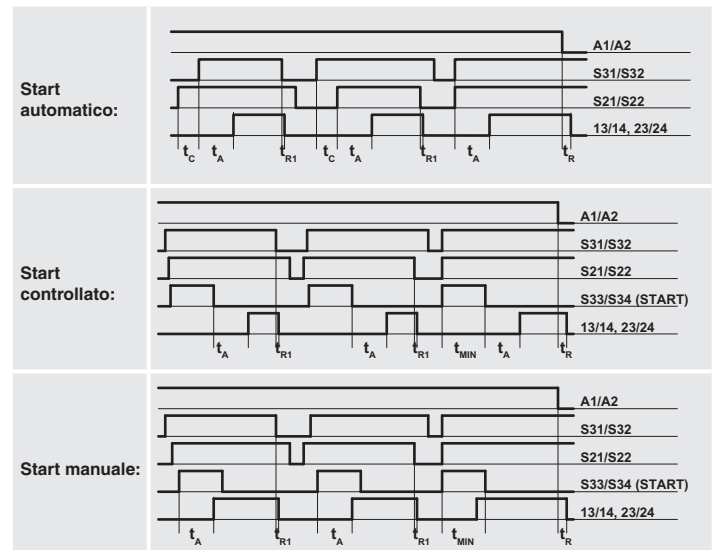 Start
automatico:
A1/A2
S31/S32
S21/S22
13/14, 23/24
tC tA tR1 tC tA tR1 tA tR
Start
controllato:
A1/A2
S31/S32
S21/S22
S33/S34 (START)
13/14, 23/24
tA tR1 tA tR1 tMIN tA tR
Start manuale:
A1/A2
S31/S32
S21/S22
S33/S34 (START)
13/14, 23/24
tA tR1 tA tR1 tMIN tR